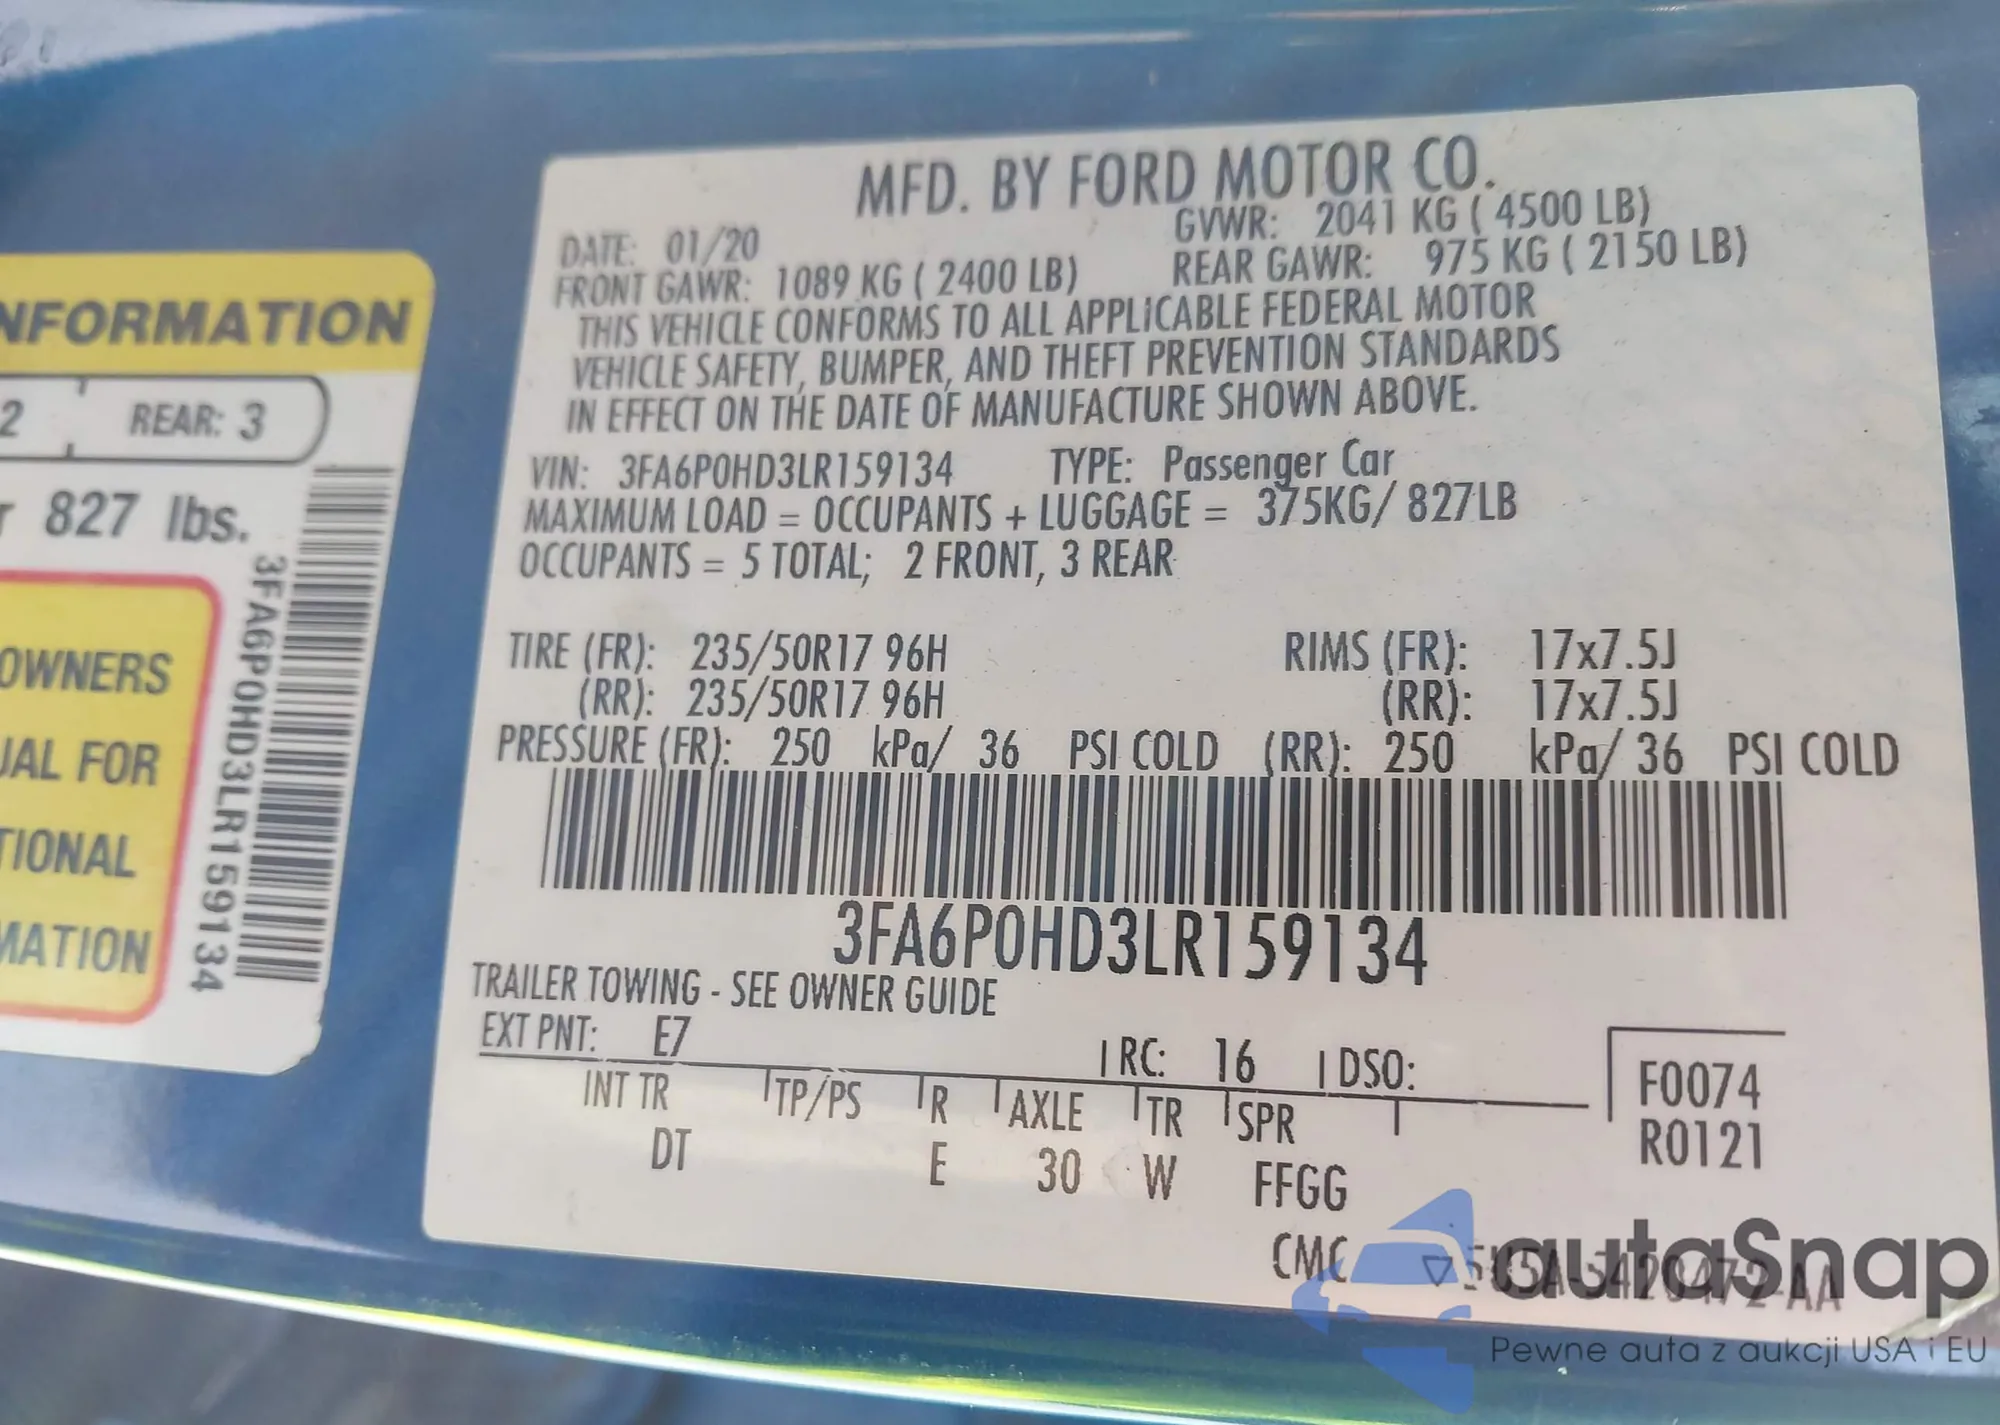 NFORMATION
2 REAR: 3
r 827 lbs.
OWNERS
UAL FOR
TIONAL
MATION
3FA6P0HD3LR159134
MFD. BY FORD MOTOR CO.
DATE: 01/20 GVWR: 2041 KG ( 4500 LB)
FRONT GAWR: 1089 KG ( 2400 LB) REAR GAWR: 975 KG ( 2150 LB)
THIS VEHICLE CONFORMS TO ALL APPLICABLE FEDERAL MOTOR
VEHICLE SAFETY, BUMPER, AND THEFT PREVENTION STANDARDS
IN EFFECT ON THE DATE OF MANUFACTURE SHOWN ABOVE.
VIN: 3FA6P0HD3LR159134 TYPE: Passenger Car
MAXIMUM LOAD = OCCUPANTS + LUGGAGE = 375KG/ 827LB
OCCUPANTS = 5 TOTAL; 2 FRONT, 3 REAR
TIRE (FR): 235/50R17 96H RIMS (FR): 17x7.5J
(RR): 235/50R17 96H (RR): 17x7.5J
PRESSURE (FR): 250 kPa/ 36 PSI COLD (RR): 250 kPa/ 36 PSI COLD
3FA6P0HD3LR159134
TRAILER TOWING - SEE OWNER GUIDE
EXT PNT: E7 RC: 16 DSO: F0074
INT TR TP/PS R AXLE TR SPR R0121
DT E 30 W FFGG
CMC
autaSnap
Pewne auta z aukcji USA i EU